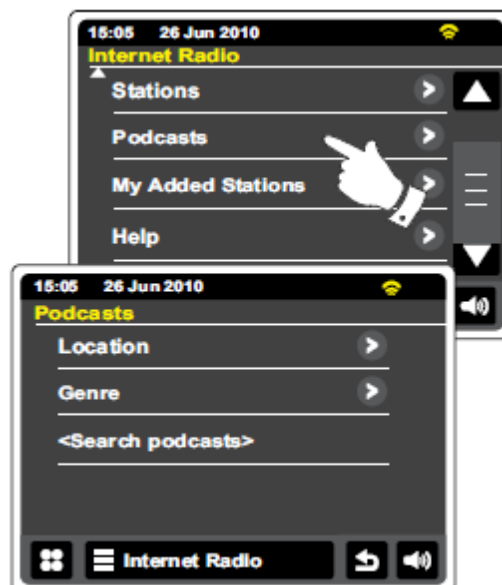 15:05 26 Jun 2010
Internet Radio
Stations
Podcasts
My Added Stations
Help
15:05 26 Jun 2010
Podcasts
Location
Genre
<Search podcasts>
Internet Radio